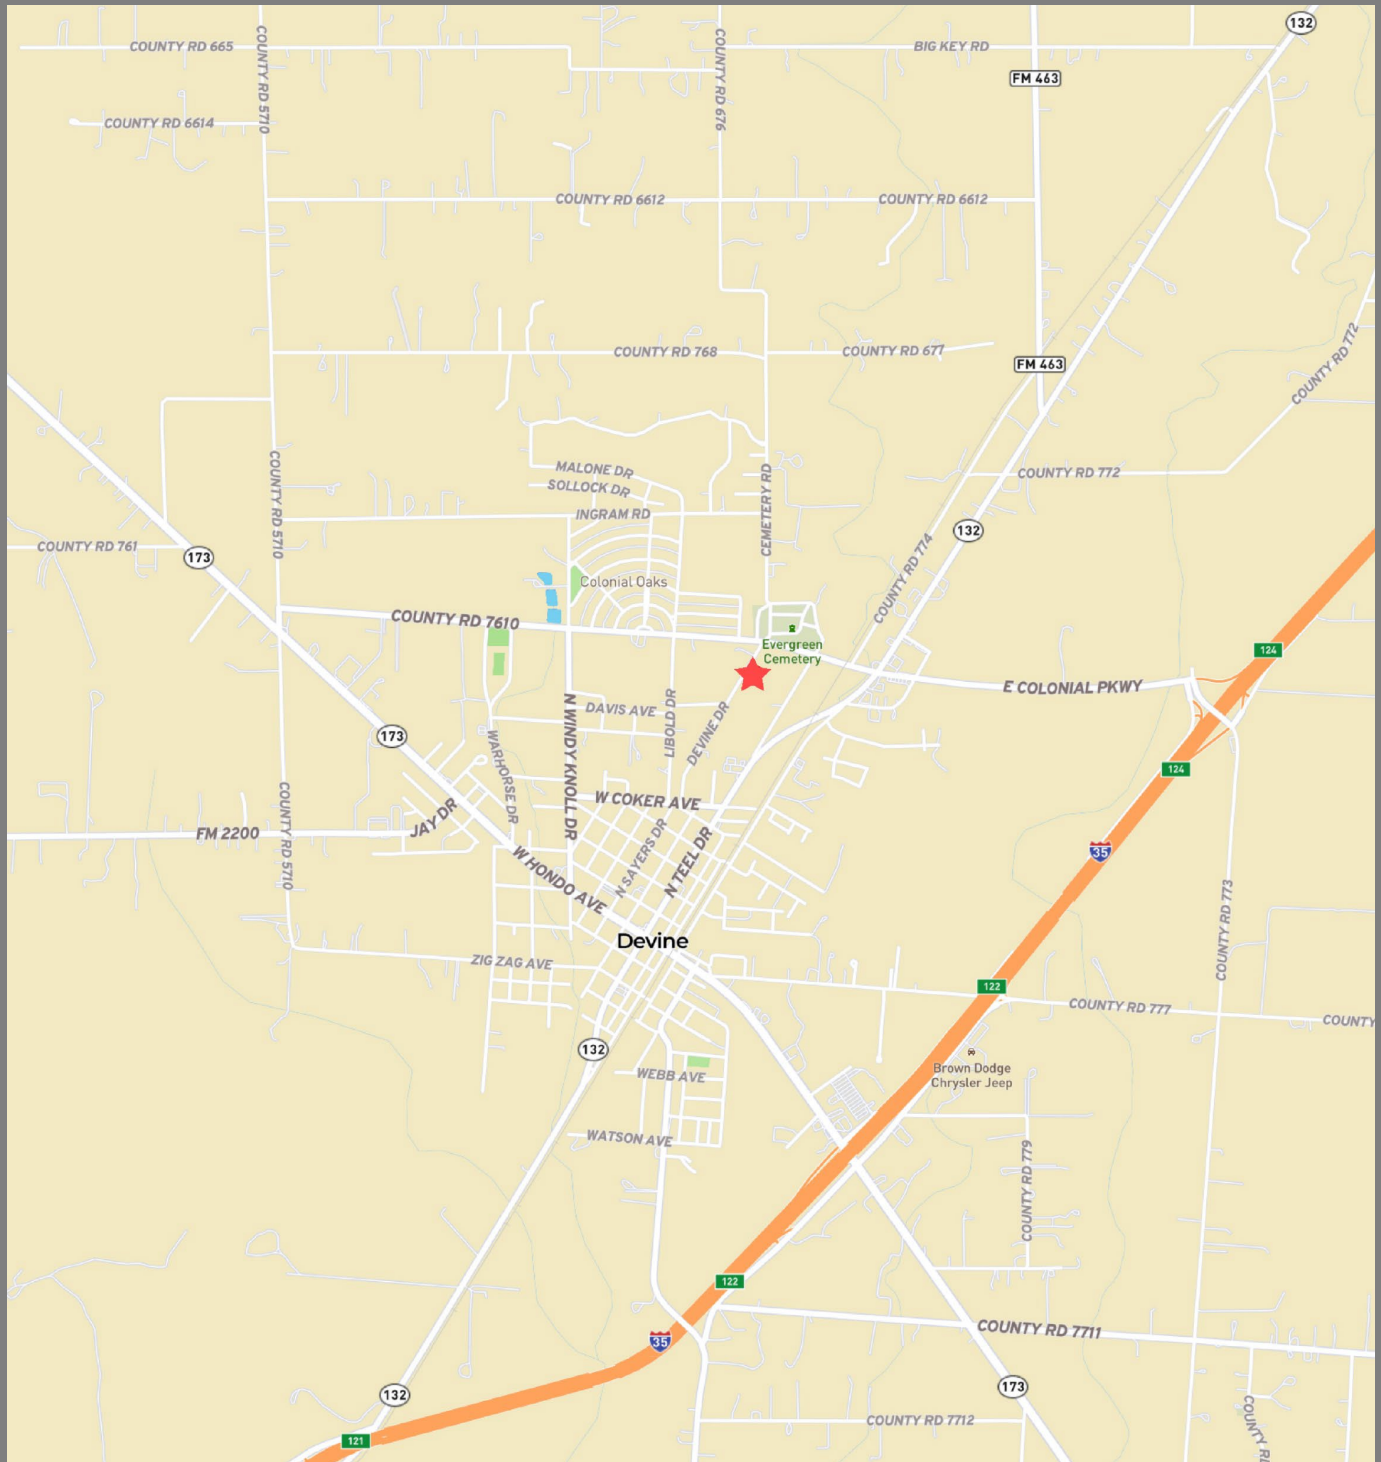 132
COUNTY RD 665
COUNTY RD 5710
COUNTY RD 676
BIG KEY RD
FM 463
COUNTY RD 6614
COUNTY RD 6612
COUNTY RD 6612
COUNTY RD 768
COUNTY RD 677
FM 463
COUNTY RD 772
MALONE DR
SOLLOCK DR
COUNTY RD 772
COUNTY RD 5710
CEMETERY RD
INGRAM RD
132
COUNTY RD 761
173
COUNTY RD 774
Colonial Oaks
COUNTY RD 7610
Evergreen
Cemetery
124
E COLONIAL PKWY
N WINDY KNOLL DR
DAVIS AVE
LIBOLD DR
DEVINE DR
173
WARHORSE DR
124
W COKER AVE
COUNTY RD 5710
JAY DR
FM 2200
N SAYERS DR
N TEEL DR
35
W HONDO AVE
COUNTY RD 773
Devine
ZIG ZAG AVE
122
COUNTY RD 777
COUNTY
132
Brown Dodge
Chrysler Jeep
WEBB AVE
WATSON AVE
COUNTY RD 779
122
35
COUNTY RD 7711
132
173
COUNTY RD 7712
121
COUNTY RD